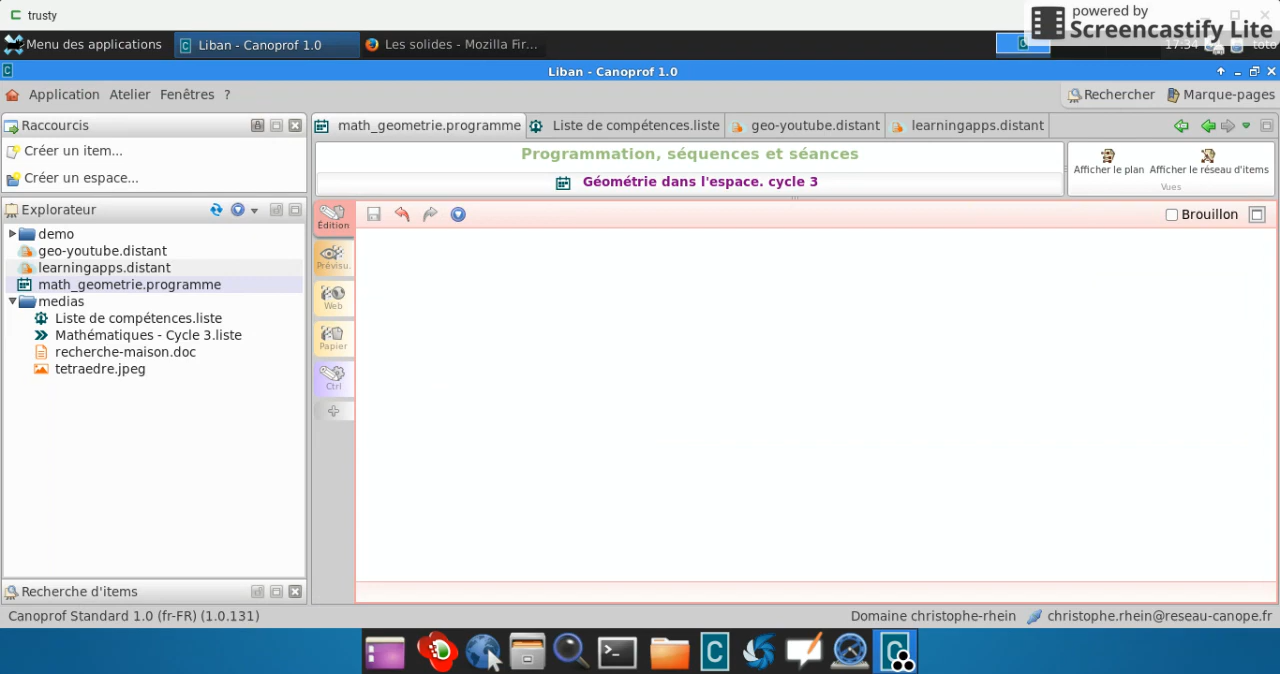 trusty
powered by
Screencastify Lite
Menu des applications
Liban - Canoprof 1.0
Les solides - Mozilla Fir...
17:34
toto
Liban - Canoprof 1.0
Application Atelier Fenêtres ?
Rechercher
Marque-pages
Raccourcis
Créer un item...
Créer un espace...
math_geometrie.programme
Liste de compétences.liste
geo-youtube.distant
learningapps.distant
Programmation, séquences et séances
Géométrie dans l'espace. cycle 3
Afficher le plan
Afficher le réseau d'items
Vues
Explorateur
demo
geo-youtube.distant
learningapps.distant
math_geometrie.programme
medias
Liste de compétences.liste
Mathématiques - Cycle 3.liste
recherche-maison.doc
tetraedre.jpeg
Édition
Prévisu.
Web
Papier
Ctrl
Brouillon
Recherche d'items
Canoprof Standard 1.0 (fr-FR) (1.0.131)
Domaine christophe-rhein
christophe.rhein@reseau-canope.fr